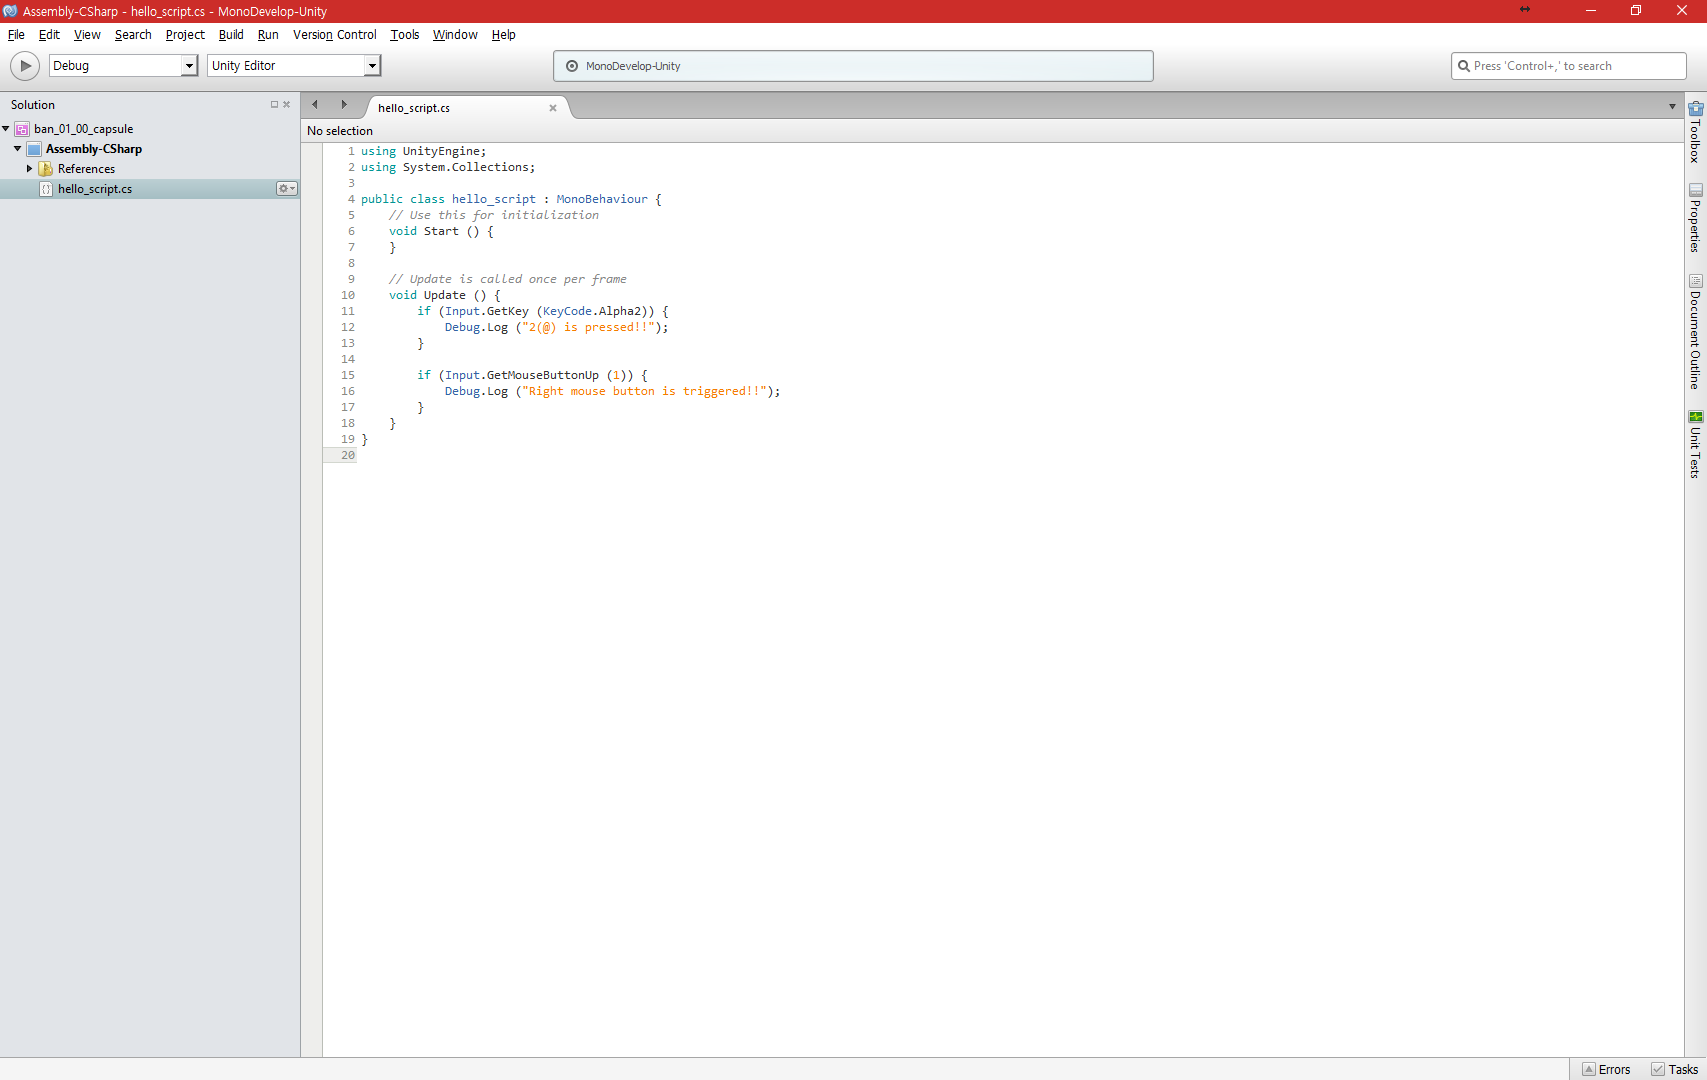 Assembly-CSharp - hello_script.cs - MonoDevelop-Unity
File Edit View Search Project Build Run Version Control Tools Window Help
Debug Unity Editor MonoDevelop-Unity Press 'Control+,' to search
Solution
ban_01_00_capsule
Assembly-CSharp
References
hello_script.cs
hello_script.cs
No selection
1 using UnityEngine;
2 using System.Collections;
3
4 public class hello_script : MonoBehaviour {
5     // Use this for initialization
6     void Start () {
7     }
8
9     // Update is called once per frame
10     void Update () {
11         if (Input.GetKey (KeyCode.Alpha2)) {
12             Debug.Log ("2(@) is pressed!!");
13         }
14
15         if (Input.GetMouseButtonUp (1)) {
16             Debug.Log ("Right mouse button is triggered!!");
17         }
18     }
19 }
20
Toolbox
Properties
Document Outline
Unit Tests
Errors Tasks